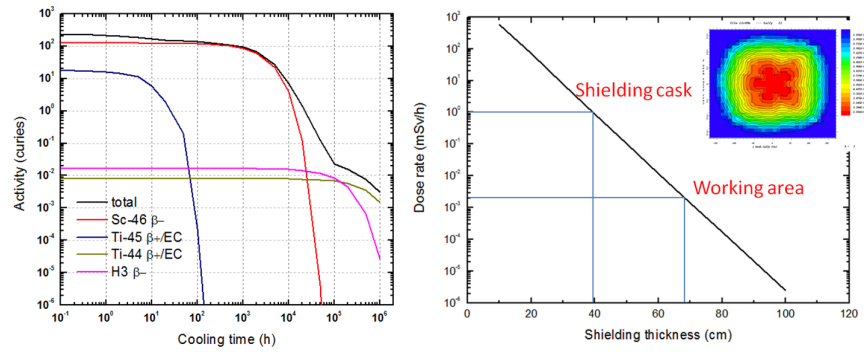 Activity (curies)
10³
10²
10¹
10⁰
10⁻¹
10⁻²
10⁻³
10⁻⁴
10⁻⁵
10⁻⁶
total
Sc-46 β−
Ti-45 β+/EC
Ti-44 β+/EC
H3 β−
10⁻¹ 10⁰ 10¹ 10² 10³ 10⁴ 10⁵ 10⁶
Cooling time (h)
Dose rate (mSv/h)
10³
10²
10¹
10⁰
10⁻¹
10⁻²
10⁻³
10⁻⁴
10⁻⁵
10⁻⁶
Shielding cask
Working area
0 20 40 60 80 100 120
Shielding thickness (cm)